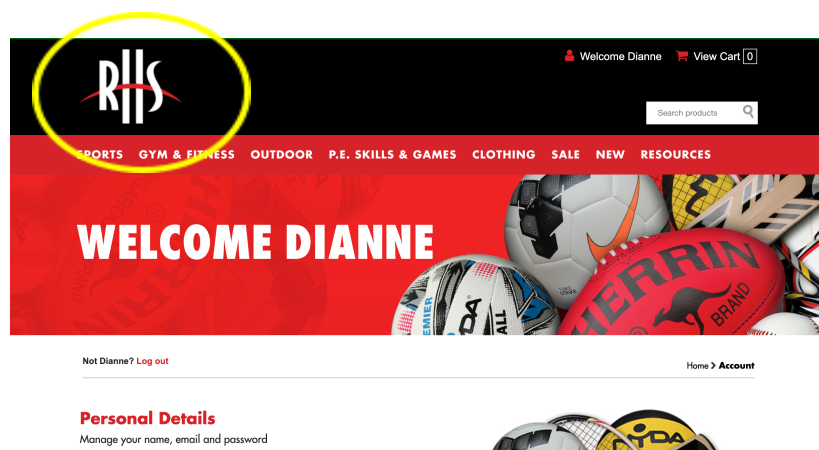 RHS
Welcome Dianne View Cart 0
Search products
SPORTS GYM & FITNESS OUTDOOR P.E. SKILLS & GAMES CLOTHING SALE NEW RESOURCES
WELCOME DIANNE
SHERRIN
BRAND
Not Dianne? Log out
Home > Account
Personal Details
Manage your name, email and password